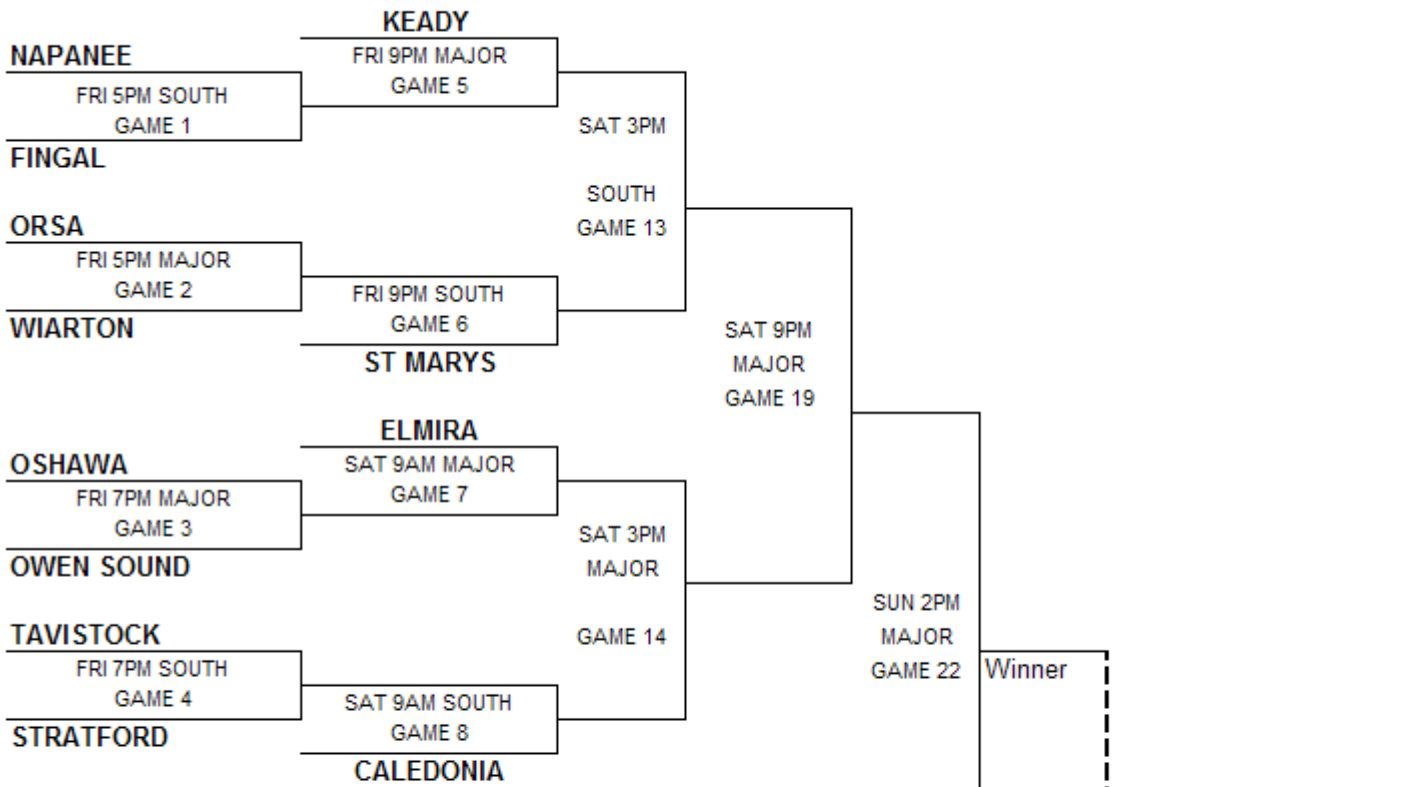 KEADY
NAPANEE
FRI 9PM MAJOR
GAME 5
FRI 5PM SOUTH
GAME 1
SAT 3PM
FINGAL
SOUTH
GAME 13
ORSA
FRI 5PM MAJOR
GAME 2
FRI 9PM SOUTH
GAME 6
WIARTON
ST MARYS
SAT 9PM
MAJOR
GAME 19
ELMIRA
OSHAWA
SAT 9AM MAJOR
GAME 7
FRI 7PM MAJOR
GAME 3
SAT 3PM
MAJOR
OWEN SOUND
SUN 2PM
MAJOR
GAME 22
Winner
TAVISTOCK
GAME 14
FRI 7PM SOUTH
GAME 4
SAT 9AM SOUTH
GAME 8
STRATFORD
CALEDONIA